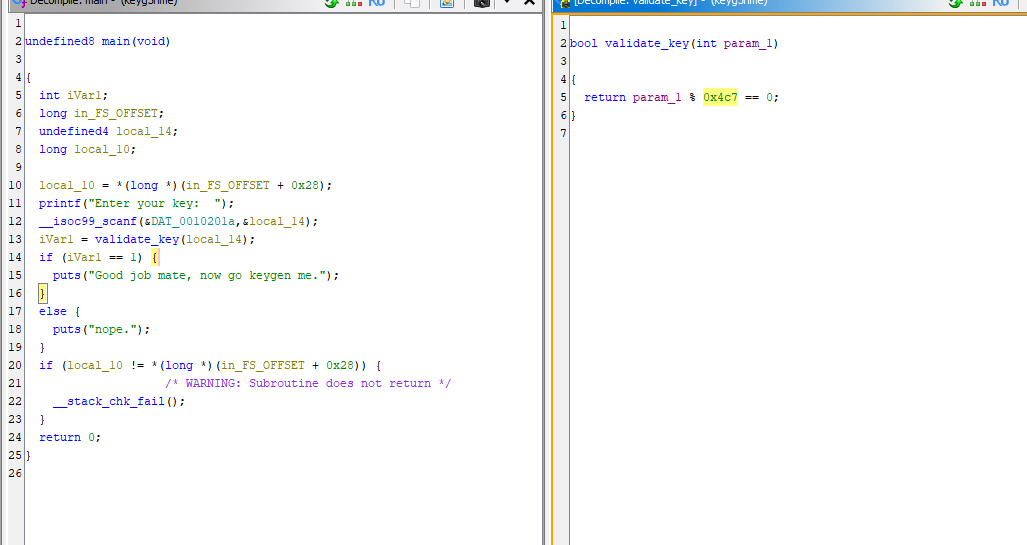 Decompile: main - (keyg3nme)
1
2 undefined8 main(void)
3
4 {
5 int iVar1;
6 long in_FS_OFFSET;
7 undefined4 local_14;
8 long local_10;
9
10 local_10 = *(long *)(in_FS_OFFSET + 0x28);
11 printf("Enter your key:  ");
12 __isoc99_scanf(&DAT_0010201a,&local_14);
13 iVar1 = validate_key(local_14);
14 if (iVar1 == 1) {
15 puts("Good job mate, now go keygen me.");
16 }
17 else {
18 puts("nope.");
19 }
20 if (local_10 != *(long *)(in_FS_OFFSET + 0x28)) {
21 /* WARNING: Subroutine does not return */
22 __stack_chk_fail();
23 }
24 return 0;
25 }
26
[Decompile: validate_key] - (keyg3nme)
1
2 bool validate_key(int param_1)
3
4 {
5 return param_1 % 0x4c7 == 0;
6 }
7